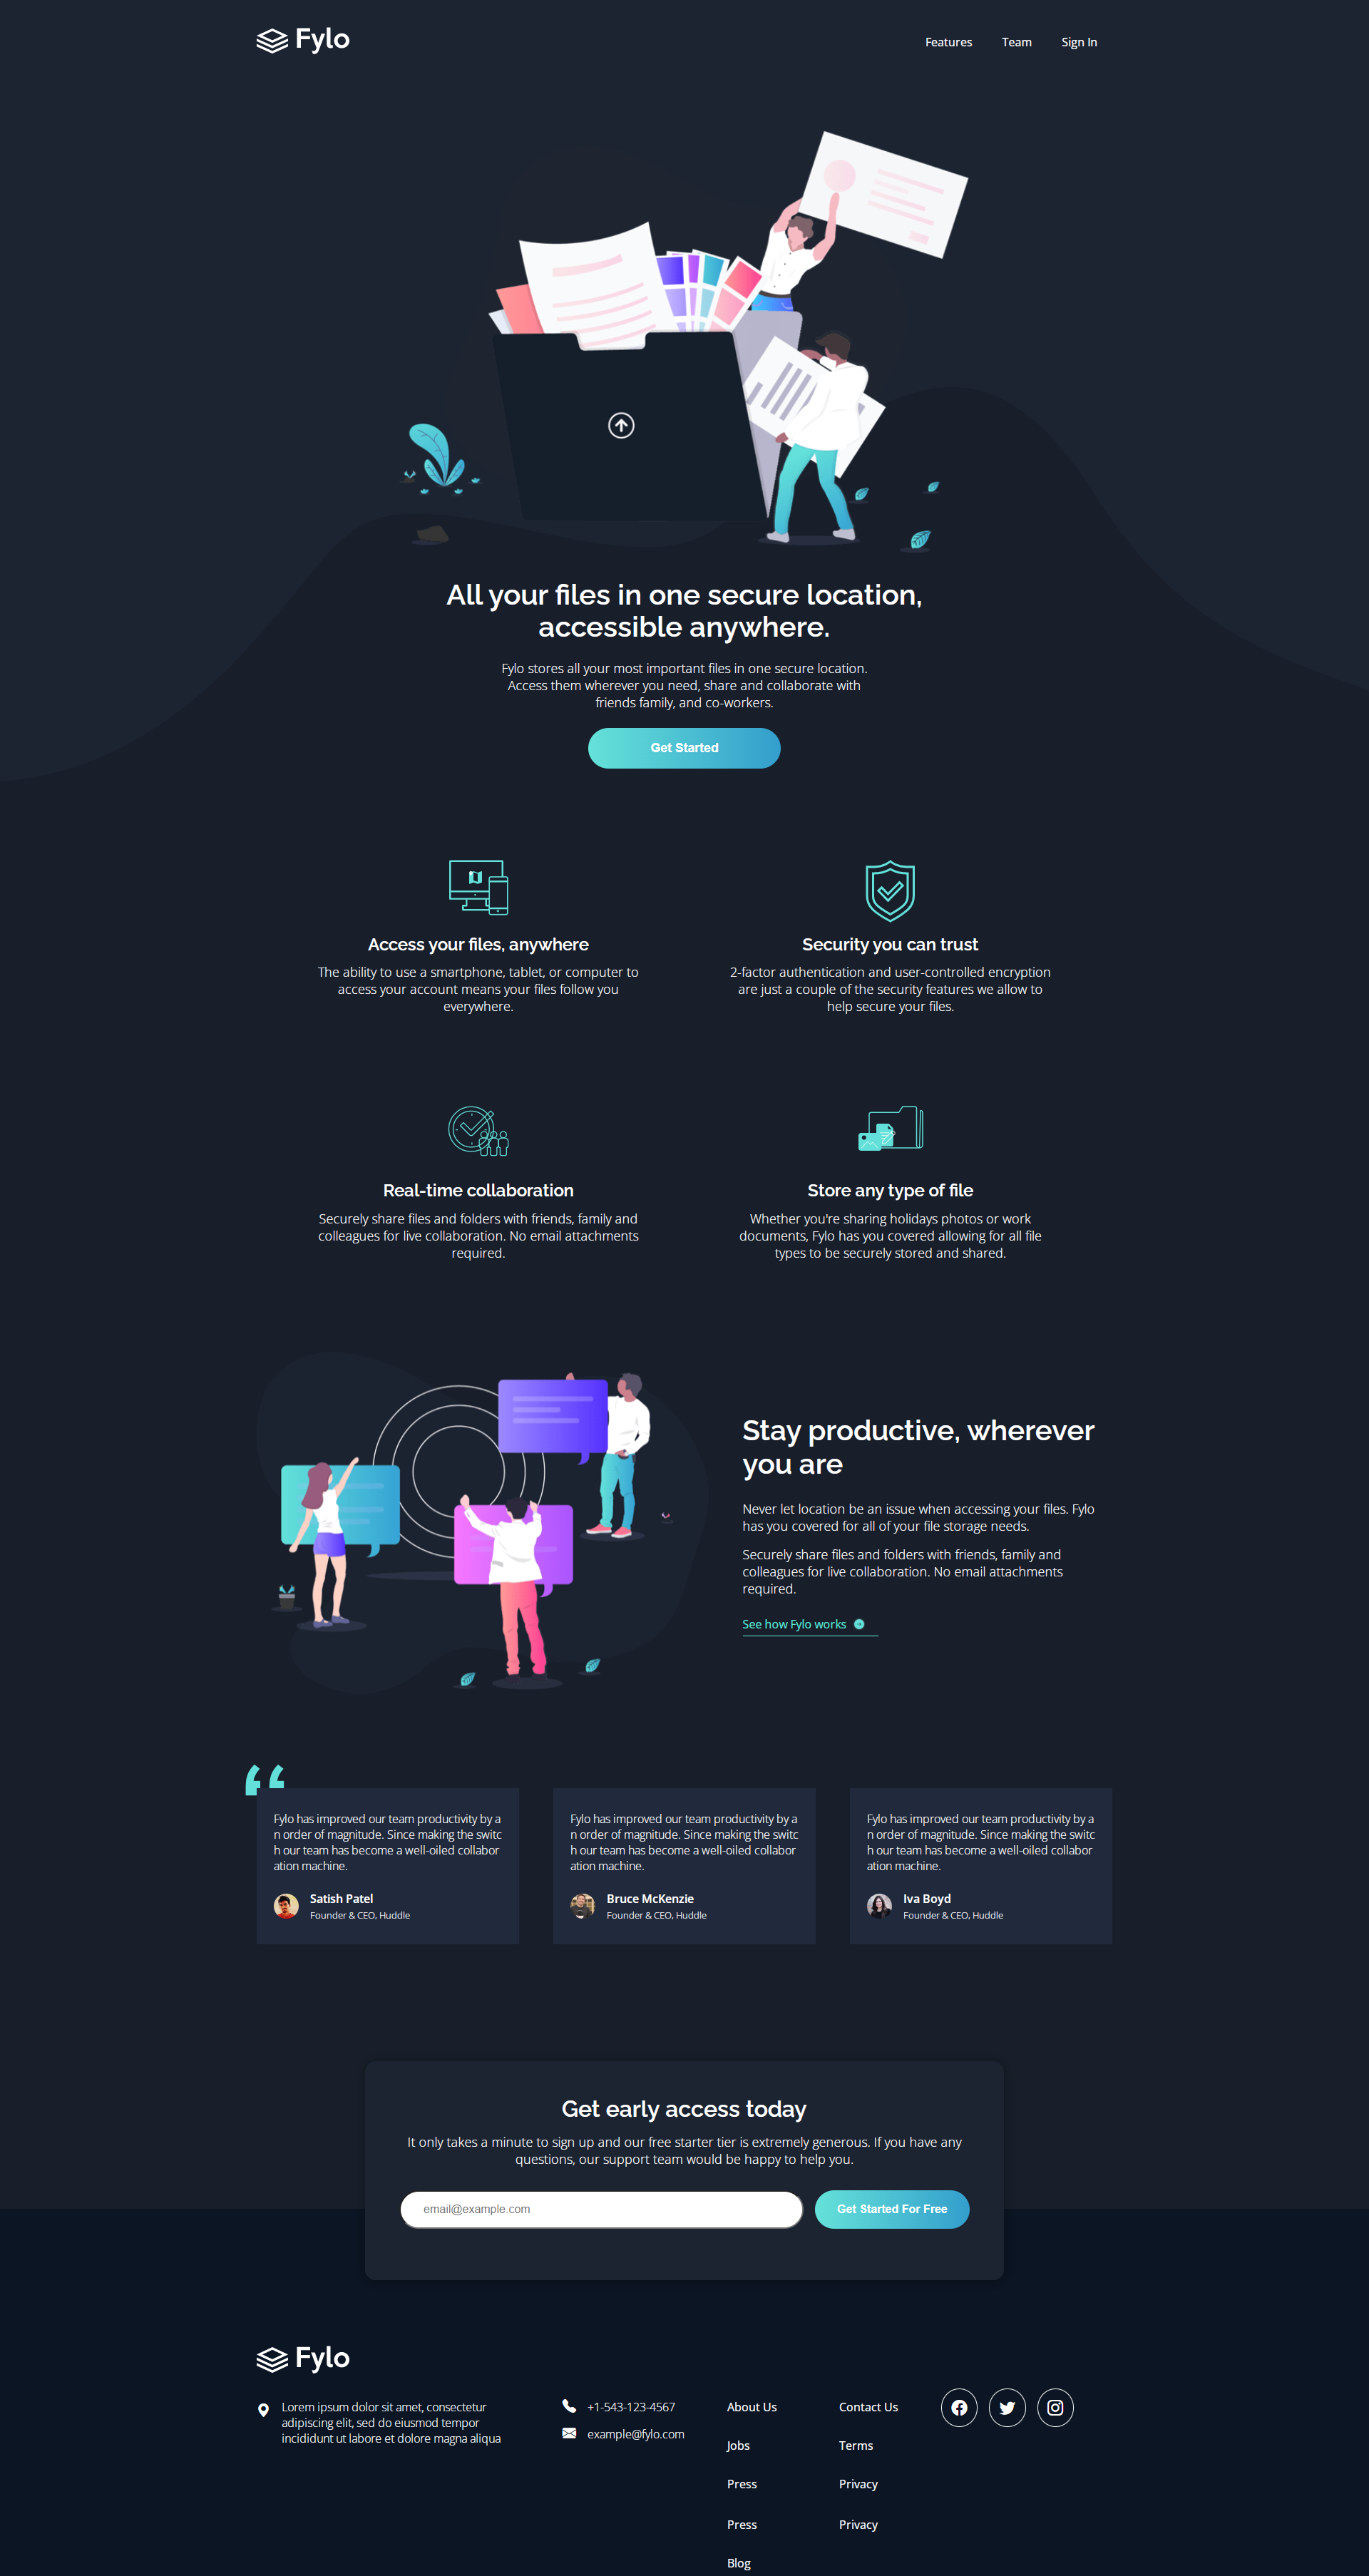 Fylo
Features
Team
Sign In
All your files in one secure location,
accessible anywhere.
Fylo stores all your most important files in one secure location.
Access them wherever you need, share and collaborate with
friends family, and co-workers.
Get Started
Access your files, anywhere
The ability to use a smartphone, tablet, or computer to
access your account means your files follow you
everywhere.
Security you can trust
2-factor authentication and user-controlled encryption
are just a couple of the security features we allow to
help secure your files.
Real-time collaboration
Securely share files and folders with friends, family and
colleagues for live collaboration. No email attachments
required.
Store any type of file
Whether you're sharing holidays photos or work
documents, Fylo has you covered allowing for all file
types to be securely stored and shared.
Stay productive, wherever
you are
Never let location be an issue when accessing your files. Fylo
has you covered for all of your file storage needs.
Securely share files and folders with friends, family and
colleagues for live collaboration. No email attachments
required.
See how Fylo works
Fylo has improved our team productivity by a
n order of magnitude. Since making the switc
h our team has become a well-oiled collabor
ation machine.
Satish Patel
Founder & CEO, Huddle
Fylo has improved our team productivity by a
n order of magnitude. Since making the switc
h our team has become a well-oiled collabor
ation machine.
Bruce McKenzie
Founder & CEO, Huddle
Fylo has improved our team productivity by a
n order of magnitude. Since making the switc
h our team has become a well-oiled collabor
ation machine.
Iva Boyd
Founder & CEO, Huddle
Get early access today
It only takes a minute to sign up and our free starter tier is extremely generous. If you have any
questions, our support team would be happy to help you.
email@example.com
Get Started For Free
Fylo
Lorem ipsum dolor sit amet, consectetur
adipiscing elit, sed do eiusmod tempor
incididunt ut labore et dolore magna aliqua
+1-543-123-4567
example@fylo.com
About Us
Jobs
Press
Press
Blog
Contact Us
Terms
Privacy
Privacy